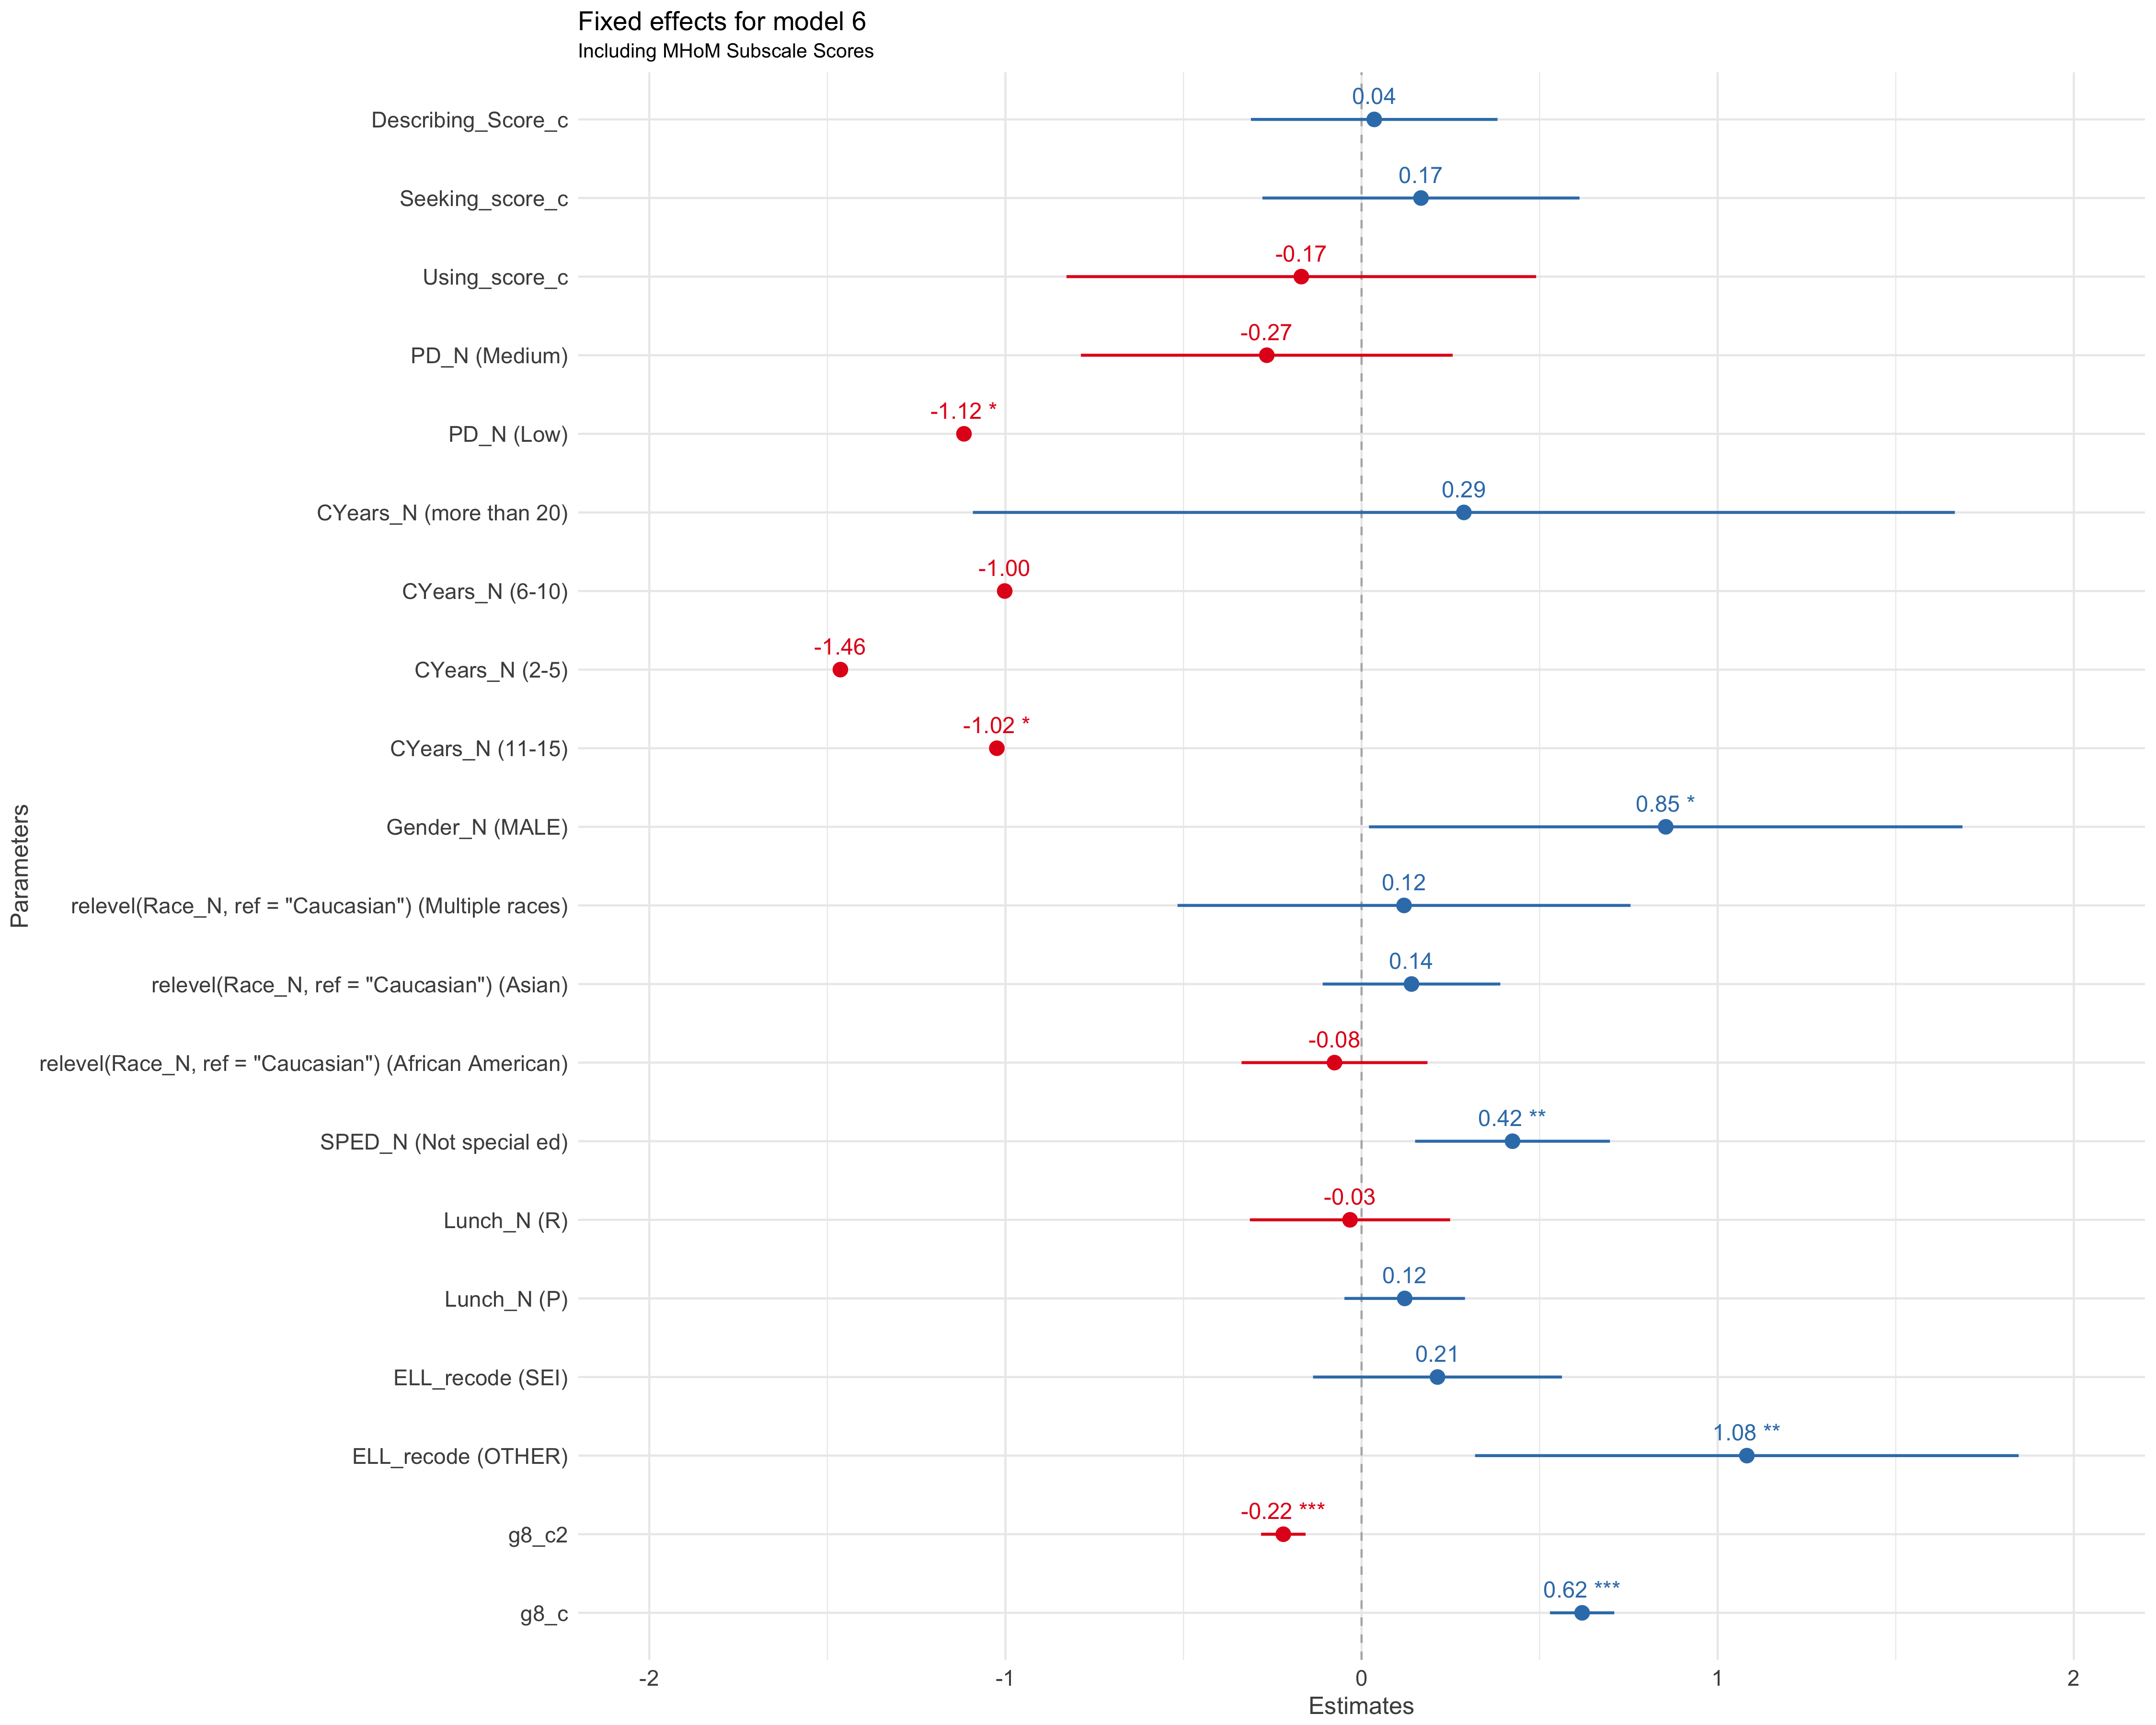 Fixed effects for model 6
Including MHoM Subscale Scores
Describing_Score_c
0.04
Seeking_score_c
0.17
Using_score_c
-0.17
PD_N (Medium)
-0.27
PD_N (Low)
-1.12 *
CYears_N (more than 20)
0.29
CYears_N (6-10)
-1.00
CYears_N (2-5)
-1.46
CYears_N (11-15)
-1.02 *
Gender_N (MALE)
0.85 *
relevel(Race_N, ref = "Caucasian") (Multiple races)
0.12
relevel(Race_N, ref = "Caucasian") (Asian)
0.14
relevel(Race_N, ref = "Caucasian") (African American)
-0.08
SPED_N (Not special ed)
0.42 **
Lunch_N (R)
-0.03
Lunch_N (P)
0.12
ELL_recode (SEI)
0.21
ELL_recode (OTHER)
1.08 **
g8_c2
-0.22 ***
g8_c
0.62 ***
Parameters
-2 -1 0 1 2
Estimates